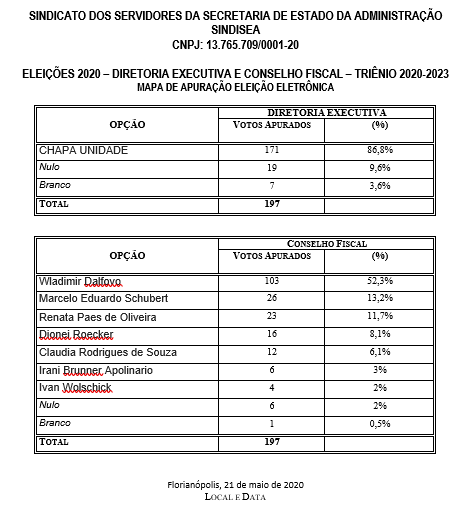 SINDICATO DOS SERVIDORES DA SECRETARIA DE ESTADO DA ADMINISTRAÇÃO
SINDISEA
CNPJ: 13.765.709/0001-20
ELEIÇÕES 2020 – DIRETORIA EXECUTIVA E CONSELHO FISCAL – TRIÊNIO 2020-2023
MAPA DE APURAÇÃO ELEIÇÃO ELETRÔNICA
OPÇÃO DIRETORIA EXECUTIVA
VOTOS APURADOS (%)
CHAPA UNIDADE 171 86,8%
Nulo 19 9,6%
Branco 7 3,6%
TOTAL 197
OPÇÃO CONSELHO FISCAL
VOTOS APURADOS (%)
Wladimir Dalfovo 103 52,3%
Marcelo Eduardo Schubert 26 13,2%
Renata Paes de Oliveira 23 11,7%
Dionei Roecker 16 8,1%
Claudia Rodrigues de Souza 12 6,1%
Irani Brunner Apolinario 6 3%
Ivan Wolschick 4 2%
Nulo 6 2%
Branco 1 0,5%
TOTAL 197
Florianópolis, 21 de maio de 2020
LOCAL E DATA